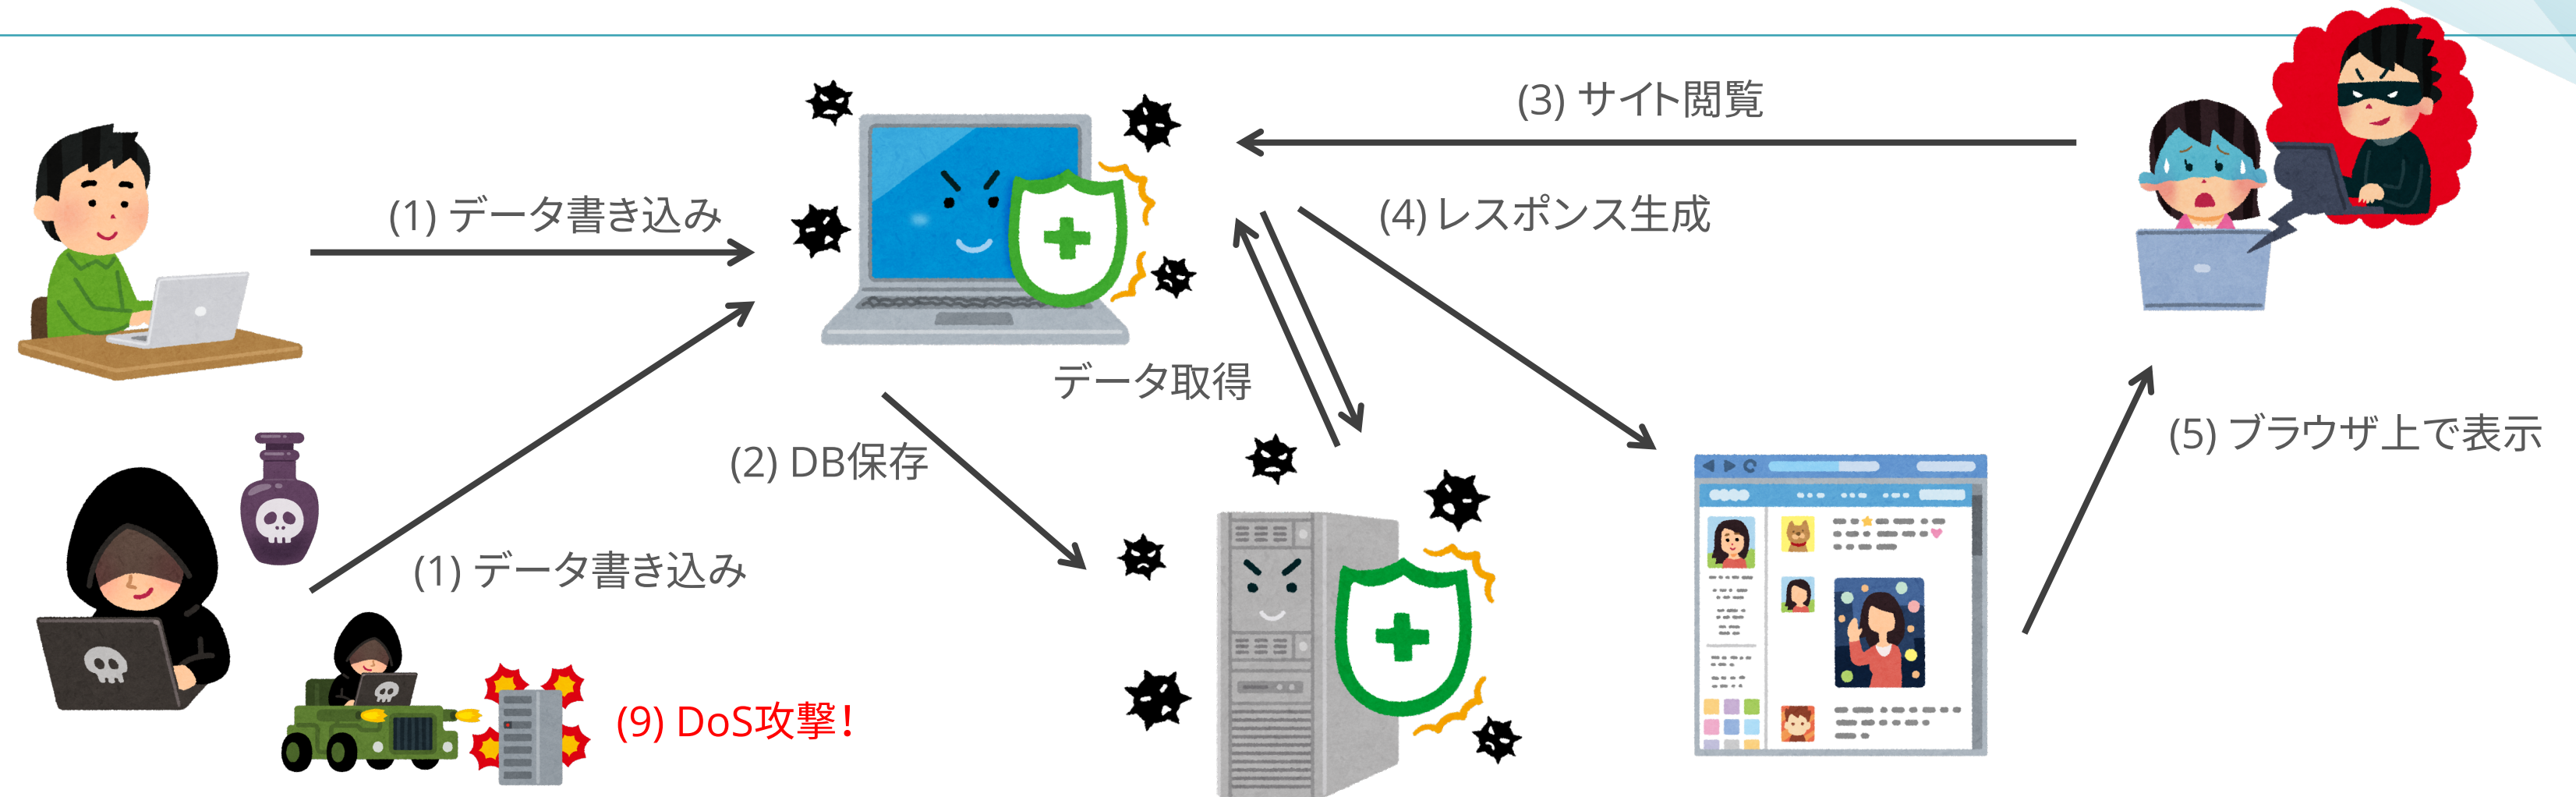 (3) サイト閲覧
(1) データ書き込み
(4) レスポンス生成
データ取得
(5) ブラウザ上で表示
(2) DB保存
(1) データ書き込み
(9) DoS攻撃!